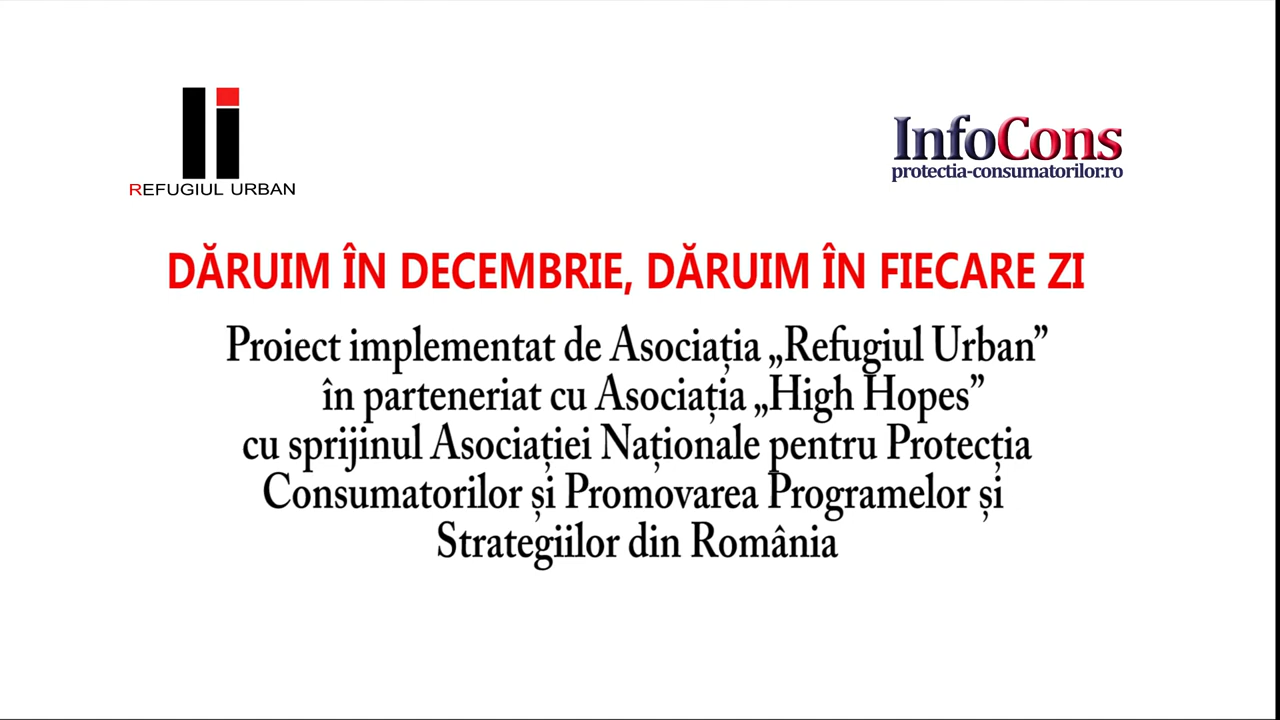 REFUGIUL URBAN
InfoCons
protectia-consumatorilor.ro
DĂRUIM ÎN DECEMBRIE, DĂRUIM ÎN FIECARE ZI
Proiect implementat de Asociația „Refugiul Urban”
în parteneriat cu Asociația „High Hopes”
cu sprijinul Asociației Naționale pentru Protecția
Consumatorilor și Promovarea Programelor și
Strategiilor din România